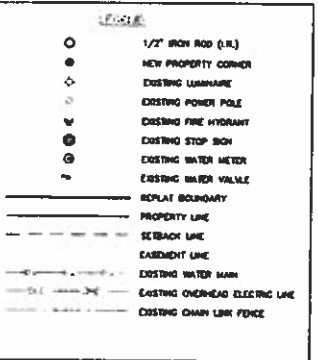 LEGEND
1/2" IRON ROD (I.R.)
NEW PROPERTY CORNER
EXISTING LUMINAIRE
EXISTING POWER POLE
EXISTING FIRE HYDRANT
EXISTING STOP SIGN
EXISTING WATER METER
EXISTING WATER VALVLE
REPLAT BOUNDARY
PROPERTY LINE
SETBACK LINE
EASEMENT LINE
EXISTING WATER MAIN
EXISTING OVERHEAD ELECTRIC LINE
EXISTING CHAIN LINK FENCE